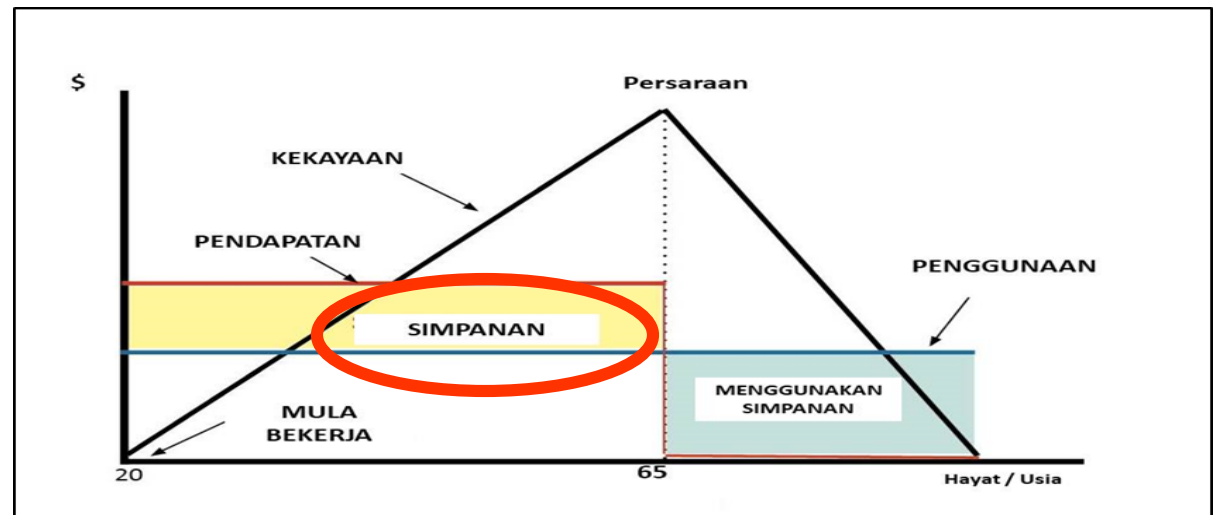 $
Persaraan
KEKAYAAN
PENDAPATAN
PENGGUNAAN
SIMPANAN
MENGGUNAKAN
SIMPANAN
MULA
BEKERJA
20
65
Hayat / Usia